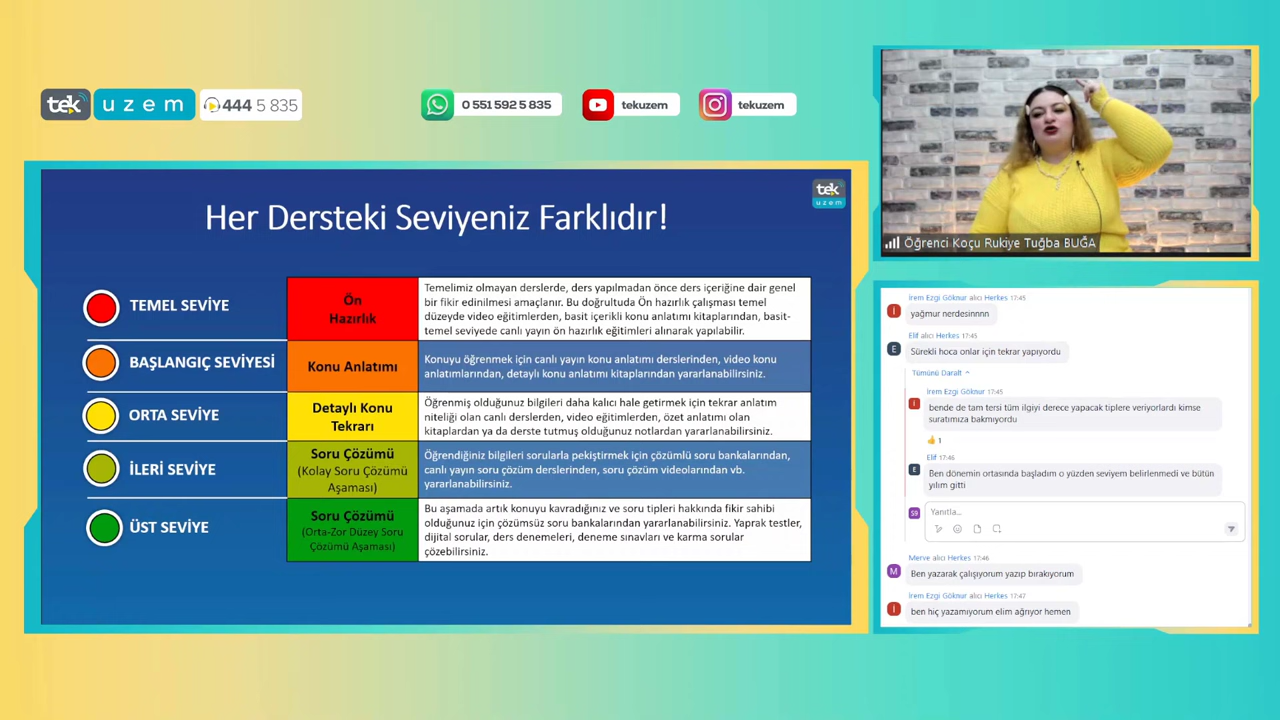 tek uzem 444 5 835
0 551 592 5 835
tekuzem
tekuzem
tek
uzem
Her Dersteki Seviyeniz Farklıdır!
TEMEL SEVİYE
Ön
Hazırlık
Temelimiz olmayan derslerde, ders yapılmadan önce ders içeriğine dair genel
bir fikir edinilmesi amaçlanır. Bu doğrultuda Ön hazırlık çalışması temel
düzeyde video eğitimlerden, basit içerikli konu anlatımı kitaplarından, basit-
temel seviyede canlı yayın ön hazırlık eğitimleri alınarak yapılabilir.
BAŞLANGIÇ SEVİYESİ
Konu Anlatımı
Konuyu öğrenmek için canlı yayın konu anlatımı derslerinden, video konu
anlatımlarından, detaylı konu anlatımı kitaplarından yararlanabilirsiniz.
ORTA SEVİYE
Detaylı Konu
Tekrarı
Öğrenmiş olduğunuz bilgileri daha kalıcı hale getirmek için tekrar anlatım
niteliği olan canlı derslerden, video eğitimlerden, özet anlatımı olan
kitaplardan ya da derste tutmuş olduğunuz notlardan yararlanabilirsiniz.
İLERİ SEVİYE
Soru Çözümü
(Kolay Soru Çözümü
Aşaması)
Öğrendiğiniz bilgileri sorularla pekiştirmek için çözümlü soru bankalarından,
canlı yayın soru çözüm derslerinden, soru çözüm videolarından vb.
yararlanabilirsiniz.
ÜST SEVİYE
Soru Çözümü
(Orta-Zor Düzey Soru
Çözümü Aşaması)
Bu aşamada artık konuyu kavradığınız ve soru tipleri hakkında fikir sahibi
olduğunuz için çözümsüz soru bankalarından yararlanabilirsiniz. Yaprak testler,
dijital sorular, ders denemeleri, deneme sınavları ve karma sorular
çözebilirsiniz.
Öğrenci Koçu Rukiye Tuğba BUĞA
İrem Ezgi Göknur alıcı Herkes 17:45
I
yağmur nerdesinnnn
Elif alıcı Herkes 17:45
E
Sürekli hoca onlar için tekrar yapıyordu
Tümünü Daralt
İrem Ezgi Göknur 17:45
I
bende de tam tersi tüm ilgiyi derece yapacak tiplere veriyorlardı kimse
suratımıza bakmıyordu
1
Elif 17:46
E
Ben dönemin ortasında başladım o yüzden seviyem belirlenmedi ve bütün
yılım gitti
S9
Yanıtla...
Merve alıcı Herkes 17:46
M
Ben yazarak çalışıyorum yazıp bırakıyorum
İrem Ezgi Göknur alıcı Herkes 17:47
I
ben hiç yazamıyorum elim ağrıyor hemen